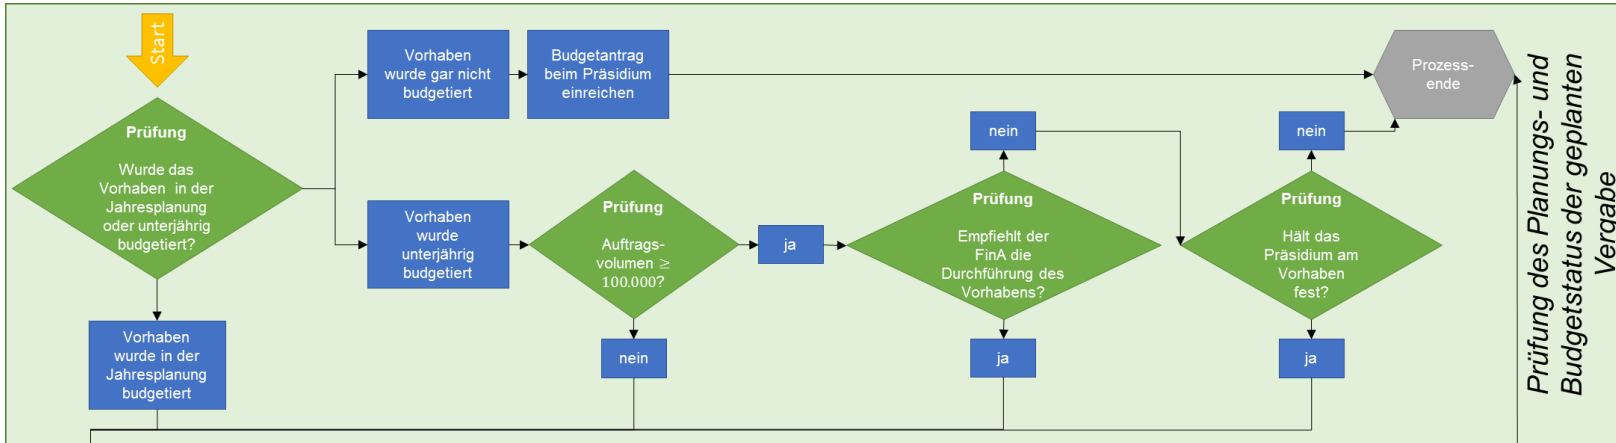 Start
Prüfung
Wurde das
Vorhaben in der
Jahresplanung
oder unterjährig
budgetiert?
Vorhaben
wurde in der
Jahresplanung
budgetiert
Vorhaben
wurde gar nicht
budgetiert
Budgetantrag
beim Präsidium
einreichen
Vorhaben
wurde
unterjährig
budgetiert
Prüfung
Auftrags-
volumen ≥
100.000?
ja
nein
Prüfung
Empfiehlt der
FinA die
Durchführung des
Vorhabens?
nein
ja
Prüfung
Hält das
Präsidium am
Vorhaben
fest?
nein
ja
Prozess-
ende
Prüfung des Planungs- und
Budgetstatus der geplanten
Vergabe